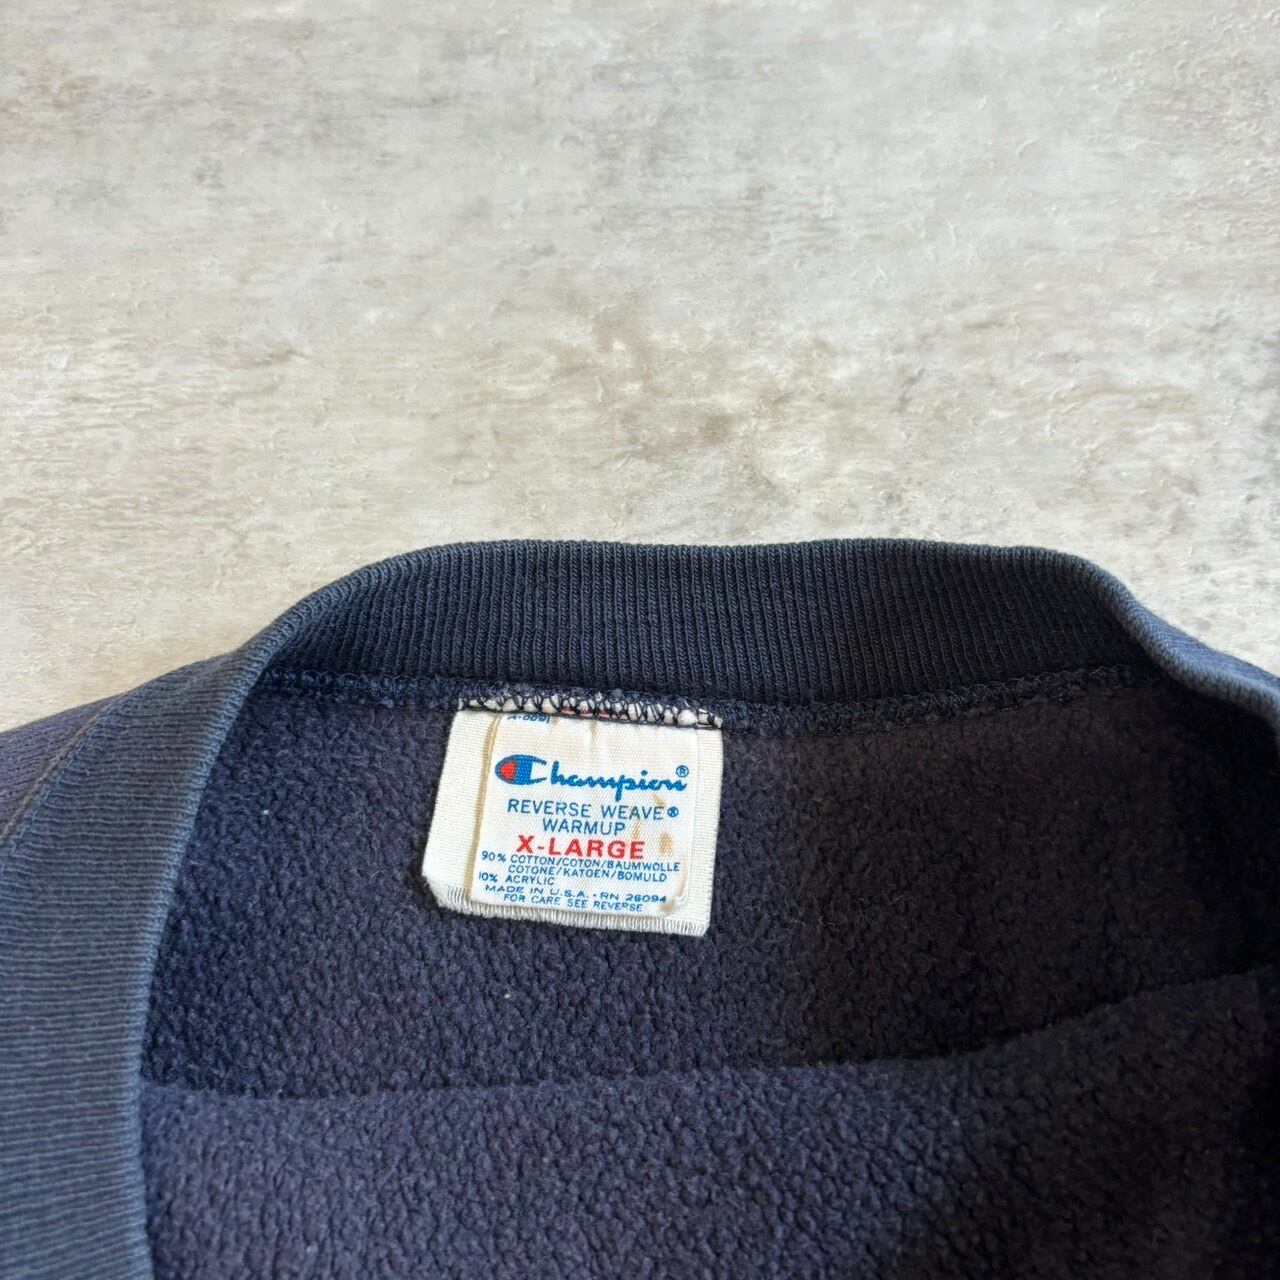 Champion®
REVERSE WEAVE®
WARMUP
X-LARGE
90% COTTON/COTON/BAUMWOLLE
COTONE/KATOEN/BOMULD
10% ACRYLIC
MADE IN U.S.A. - RN 26094
FOR CARE SEE REVERSE